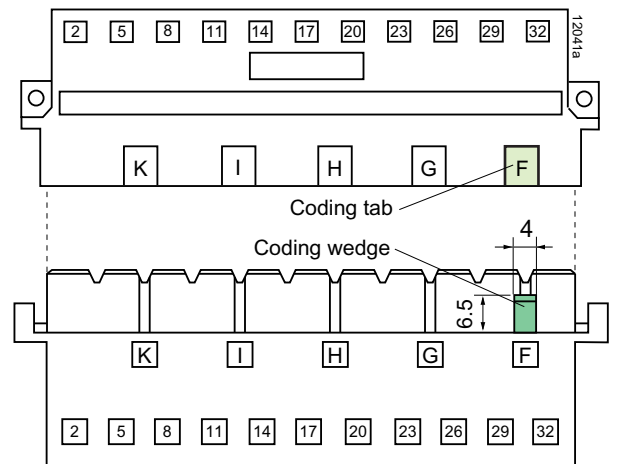 2 5 8 11 14 17 20 23 26 29 32
12041a
K I H G F
Coding tab
4
Coding wedge
6.5
K I H G F
2 5 8 11 14 17 20 23 26 29 32